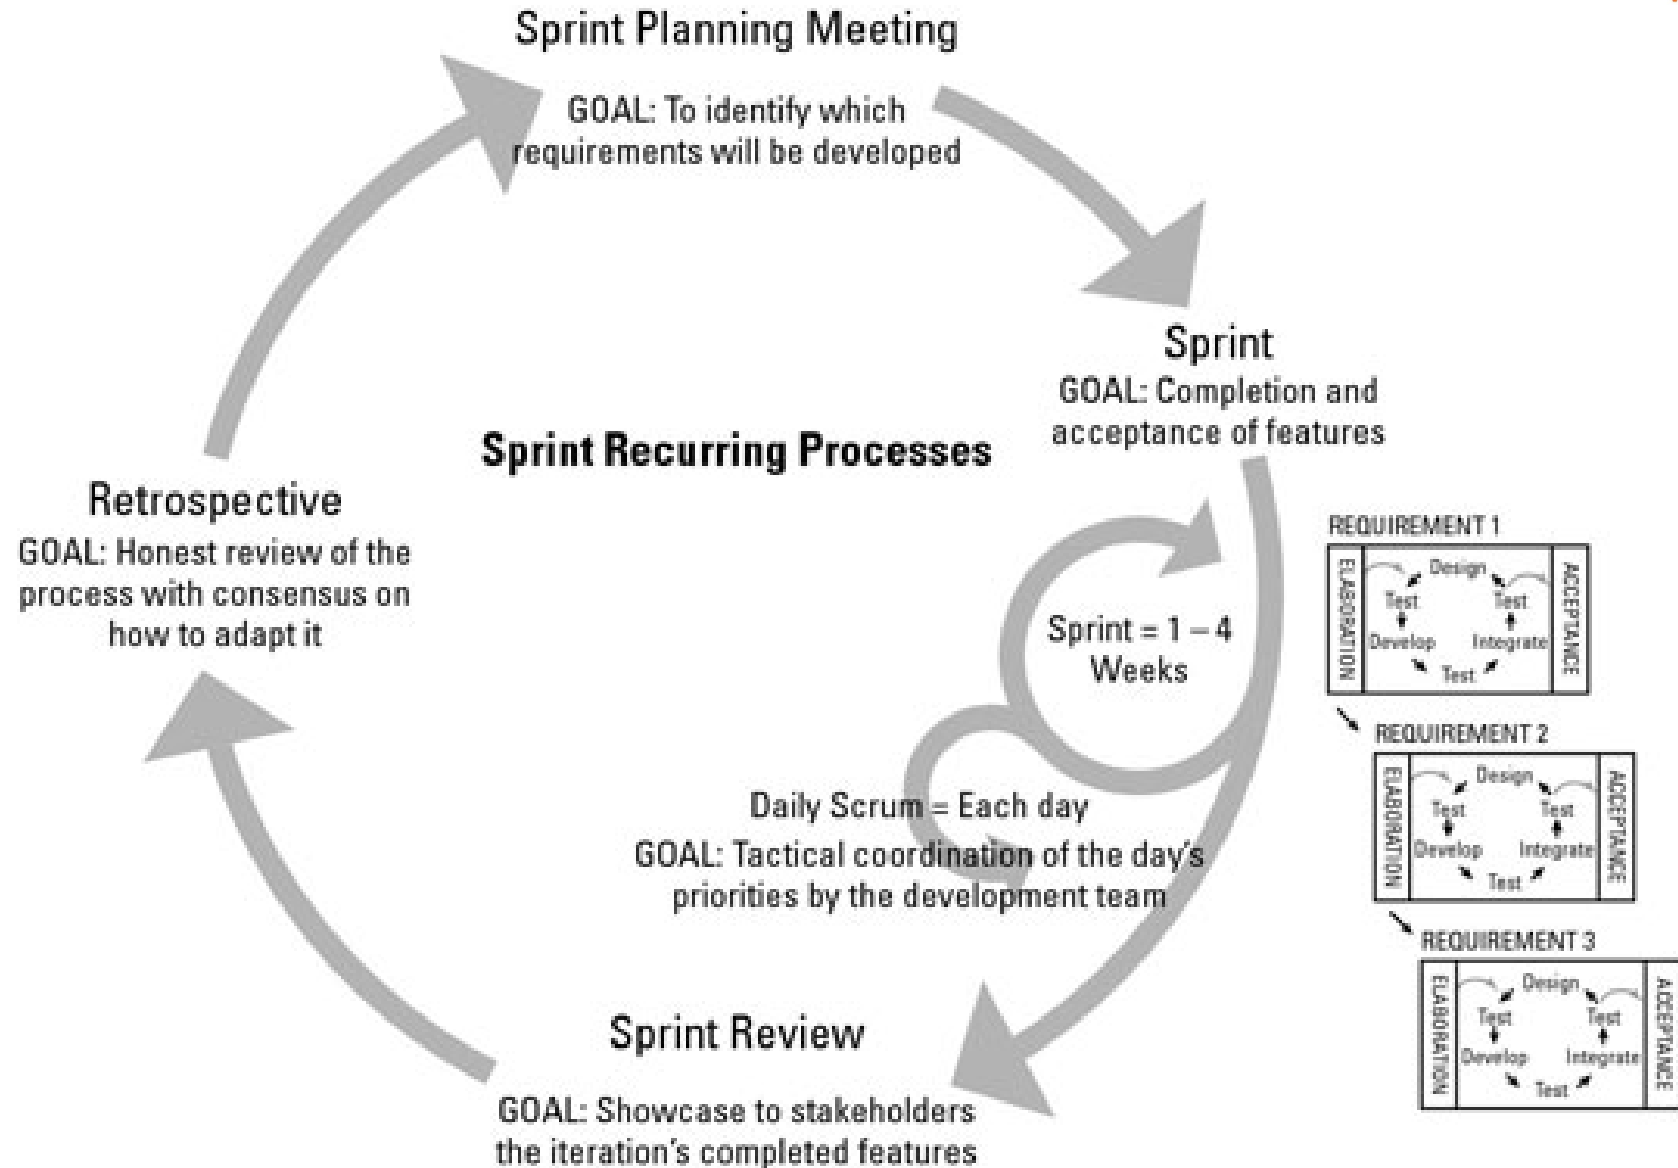 Sprint Planning Meeting
GOAL: To identify which
requirements will be developed
Sprint
GOAL: Completion and
acceptance of features
Sprint Recurring Processes
Retrospective
GOAL: Honest review of the
process with consensus on
how to adapt it
Sprint = 1 – 4
Weeks
Daily Scrum = Each day
GOAL: Tactical coordination of the day's
priorities by the development team
Sprint Review
GOAL: Showcase to stakeholders
the iteration's completed features
REQUIREMENT 1
ELABORATION
Design
Test
Test
Develop
Integrate
Test
ACCEPTANCE
REQUIREMENT 2
ELABORATION
Design
Test
Test
Develop
Integrate
Test
ACCEPTANCE
REQUIREMENT 3
ELABORATION
Design
Test
Test
Develop
Integrate
Test
ACCEPTANCE